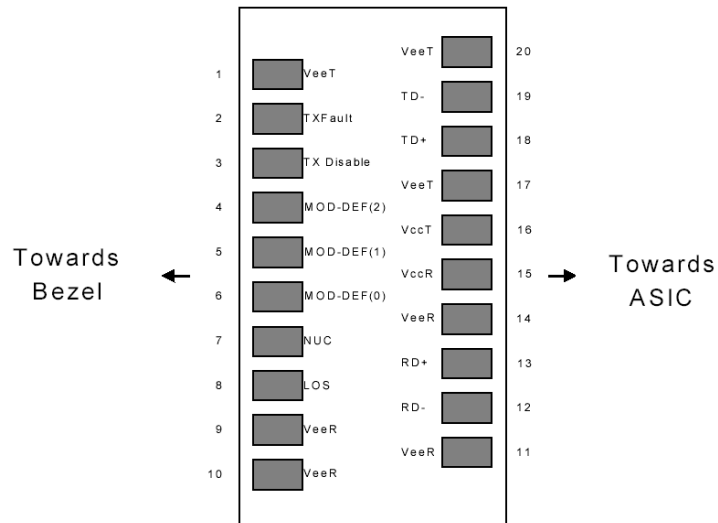 VeeT 20
1 VeeT
TD- 19
2 TXFault
TD+ 18
3 TX Disable
VeeT 17
4 MOD-DEF(2)
VccT 16
5 MOD-DEF(1)
Towards
Bezel
VccR 15
Towards
ASIC
6 MOD-DEF(0)
VeeR 14
7 NUC
RD+ 13
8 LOS
RD- 12
9 VeeR
VeeR 11
10 VeeR